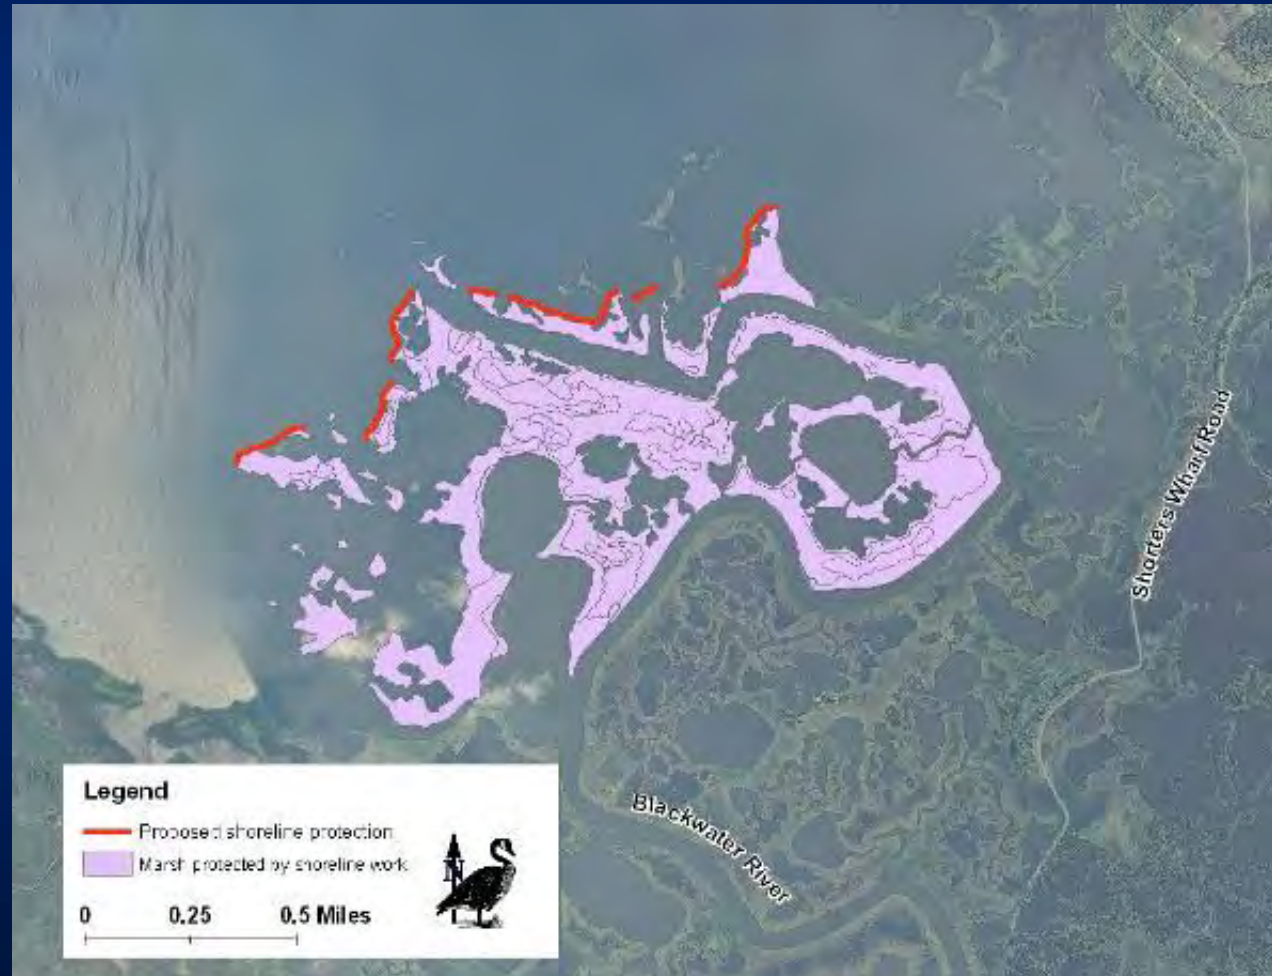 Shorters Wharf Road
Blackwater River
Legend
Proposed shoreline protection
Marsh protected by shoreline work
N
0 0.25 0.5 Miles